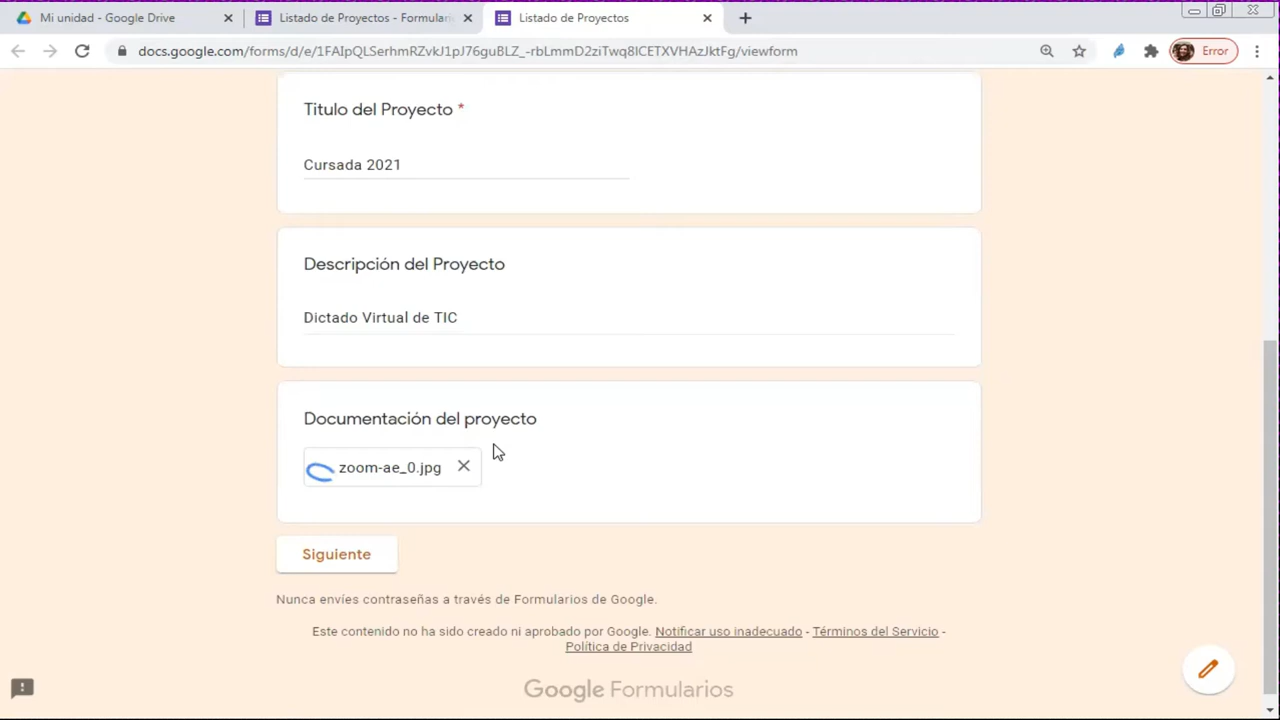 Mi unidad - Google Drive
Listado de Proyectos - Formulari
Listado de Proyectos
docs.google.com/forms/d/e/1FAIpQLSerhmRZvkJ1pJ76guBLZ_-rbLmmD2ziTwq8lCETXVHAzJktFg/viewform
Error
Titulo del Proyecto *
Cursada 2021
Descripción del Proyecto
Dictado Virtual de TIC
Documentación del proyecto
zoom-ae_0.jpg
Siguiente
Nunca envíes contraseñas a través de Formularios de Google.
Este contenido no ha sido creado ni aprobado por Google. Notificar uso inadecuado - Términos del Servicio -
Política de Privacidad
Google Formularios